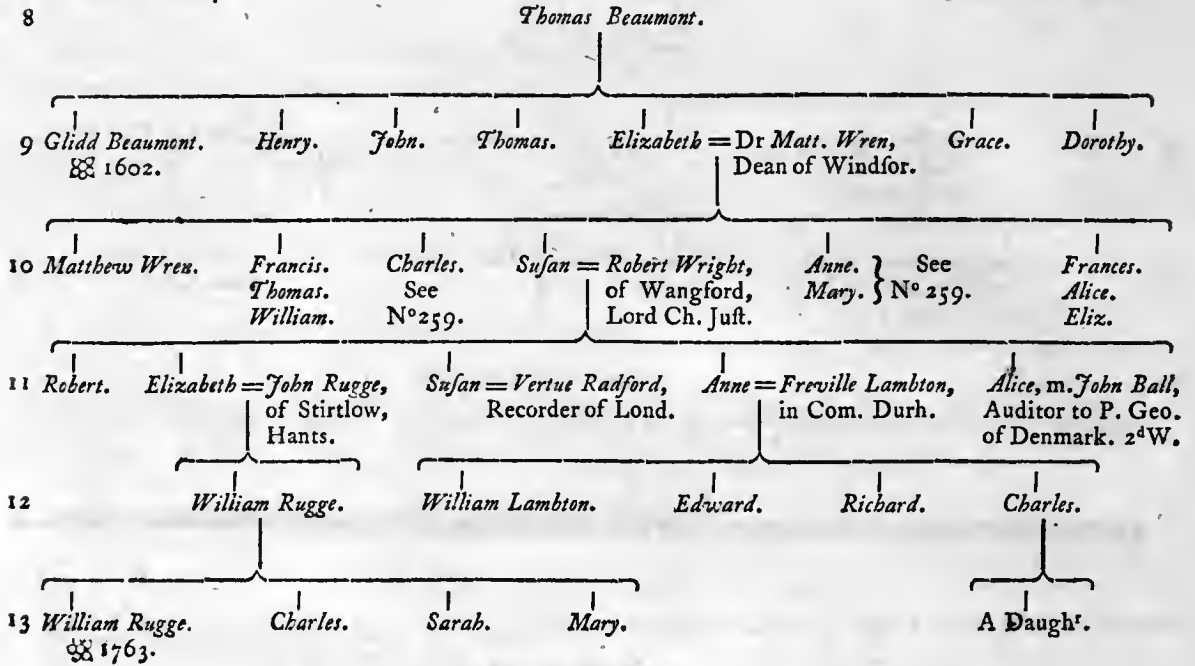 8 Thomas Beaumont.
9 Glidd Beaumont. Henry. John. Thomas. Elizabeth = Dr Matt. Wren, Grace. Dorothy.
1602. Dean of Windſor.
10 Matthew Wren. Francis. Charles. Suſan = Robert Wright, Anne. } See Frances.
Thomas. See of Wangford, Mary. } Nº 259. Alice.
William. Nº 259. Lord Ch. Juſt. Eliz.
11 Robert. Elizabeth = John Rugge, Suſan = Vertue Radford, Anne = Freville Lambton, Alice, m. John Ball,
of Stirtlow, Recorder of Lond. in Com. Durh. Auditor to P. Geo.
Hants. of Denmark. 2ᵈ W.
12 William Rugge. William Lambton. Edward. Richard. Charles.
13 William Rugge. Charles. Sarah. Mary. A Daughʳ.
1763.